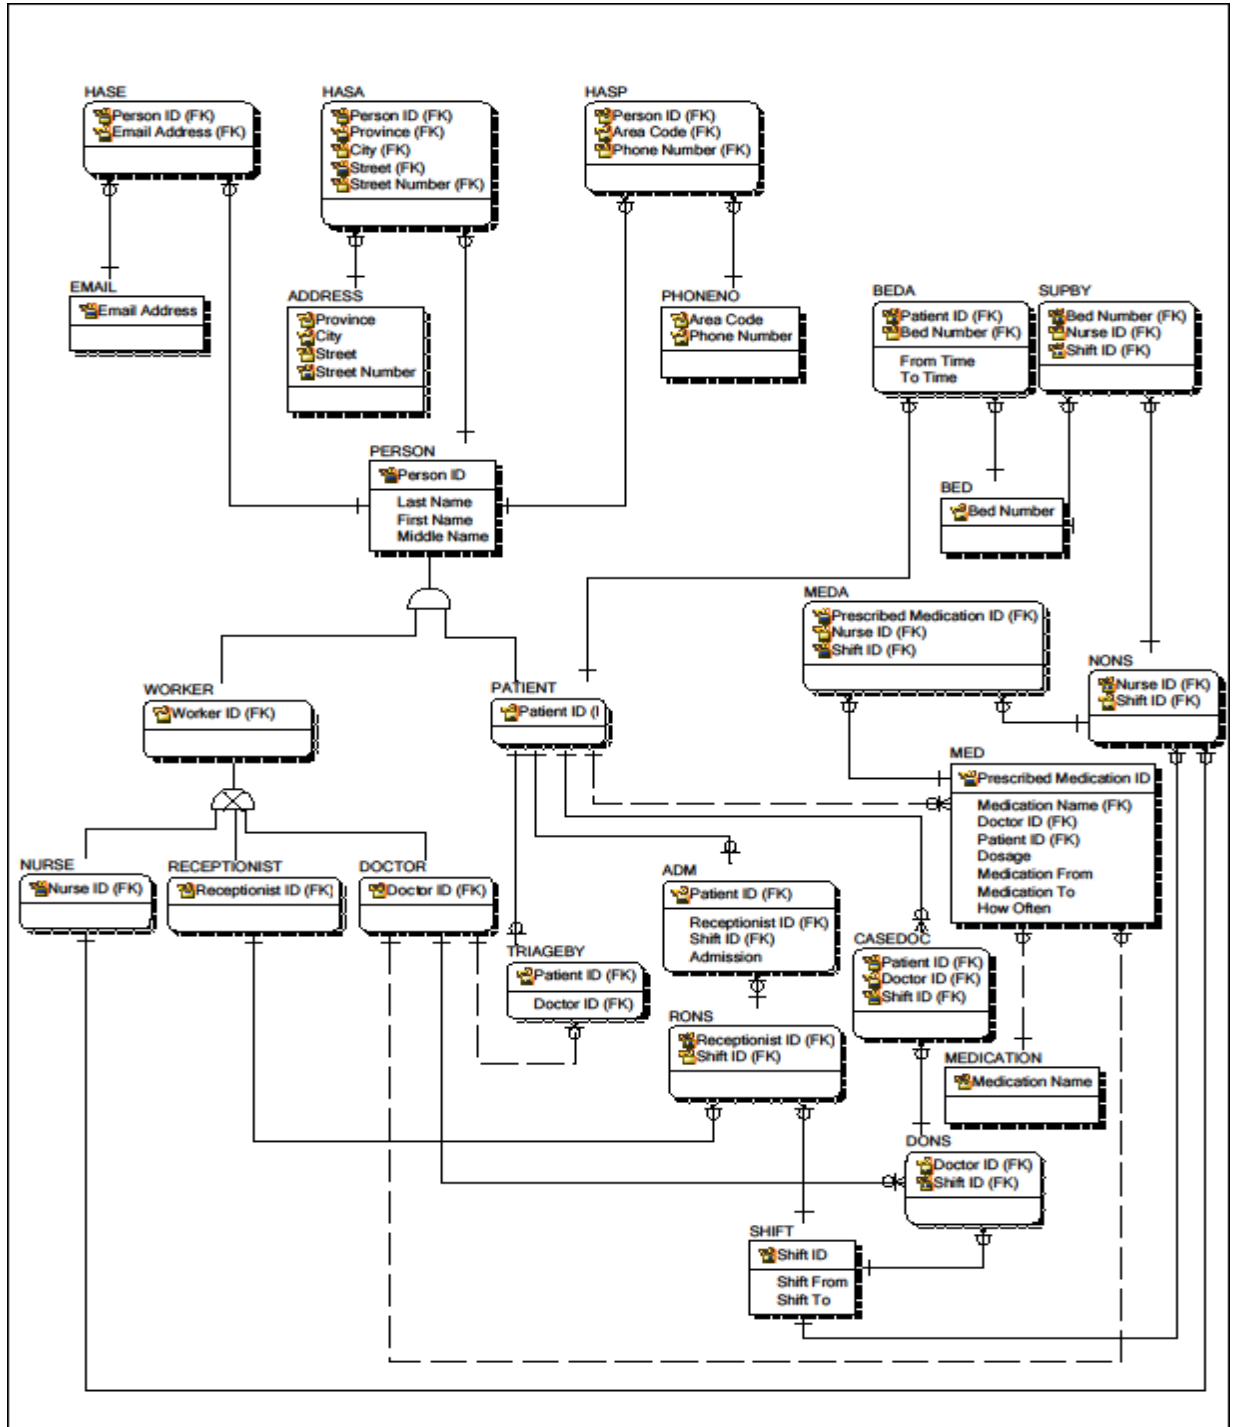 HASE
Person ID (FK)
Email Address (FK)
HASA
Person ID (FK)
Province (FK)
City (FK)
Street (FK)
Street Number (FK)
HASP
Person ID (FK)
Area Code (FK)
Phone Number (FK)
EMAIL
Email Address
ADDRESS
Province
City
Street
Street Number
PHONENO
Area Code
Phone Number
BEDA
Patient ID (FK)
Bed Number (FK)
From Time
To Time
SUPBY
Bed Number (FK)
Nurse ID (FK)
Shift ID (FK)
PERSON
Person ID
Last Name
First Name
Middle Name
BED
Bed Number
MEDA
Prescribed Medication ID (FK)
Nurse ID (FK)
Shift ID (FK)
NONS
Nurse ID (FK)
Shift ID (FK)
WORKER
Worker ID (FK)
PATIENT
Patient ID (
MED
Prescribed Medication ID
Medication Name (FK)
Doctor ID (FK)
Patient ID (FK)
Dosage
Medication From
Medication To
How Often
NURSE
Nurse ID (FK)
RECEPTIONIST
Receptionist ID (FK)
DOCTOR
Doctor ID (FK)
ADM
Patient ID (FK)
Receptionist ID (FK)
Shift ID (FK)
Admission
TRIAGEBY
Patient ID (FK)
Doctor ID (FK)
CASEDOC
Patient ID (FK)
Doctor ID (FK)
Shift ID (FK)
RONS
Receptionist ID (FK)
Shift ID (FK)
MEDICATION
Medication Name
DONS
Doctor ID (FK)
Shift ID (FK)
SHIFT
Shift ID
Shift From
Shift To